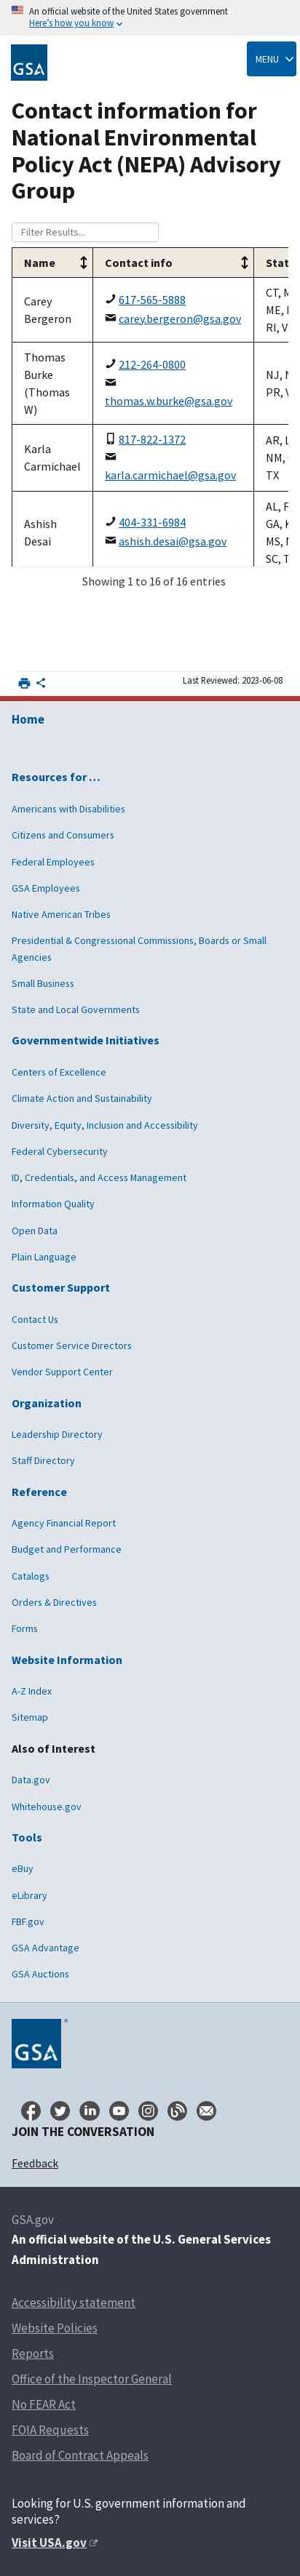 An official website of the United States government
Here's how you know
GSA
MENU
Contact information for
National Environmental
Policy Act (NEPA) Advisory
Group
Filter Results...
Name Contact info Stat
Carey
Bergeron
617-565-5888
carey.bergeron@gsa.gov
CT, M
ME,
RI, V
Thomas
Burke
(Thomas
W)
212-264-0800
thomas.w.burke@gsa.gov
NJ,
PR, V
Karla
Carmichael
817-822-1372
karla.carmichael@gsa.gov
AR, L
NM,
TX
Ashish
Desai
404-331-6984
ashish.desai@gsa.gov
AL, F
GA, K
MS,
SC, T
Showing 1 to 16 of 16 entries
Last Reviewed: 2023-06-08
Home
Resources for …
Americans with Disabilities
Citizens and Consumers
Federal Employees
GSA Employees
Native American Tribes
Presidential & Congressional Commissions, Boards or Small
Agencies
Small Business
State and Local Governments
Governmentwide Initiatives
Centers of Excellence
Climate Action and Sustainability
Diversity, Equity, Inclusion and Accessibility
Federal Cybersecurity
ID, Credentials, and Access Management
Information Quality
Open Data
Plain Language
Customer Support
Contact Us
Customer Service Directors
Vendor Support Center
Organization
Leadership Directory
Staff Directory
Reference
Agency Financial Report
Budget and Performance
Catalogs
Orders & Directives
Forms
Website Information
A-Z Index
Sitemap
Also of Interest
Data.gov
Whitehouse.gov
Tools
eBuy
eLibrary
FBF.gov
GSA Advantage
GSA Auctions
GSA
JOIN THE CONVERSATION
Feedback
GSA.gov
An official website of the U.S. General Services
Administration
Accessibility statement
Website Policies
Reports
Office of the Inspector General
No FEAR Act
FOIA Requests
Board of Contract Appeals
Looking for U.S. government information and
services?
Visit USA.gov